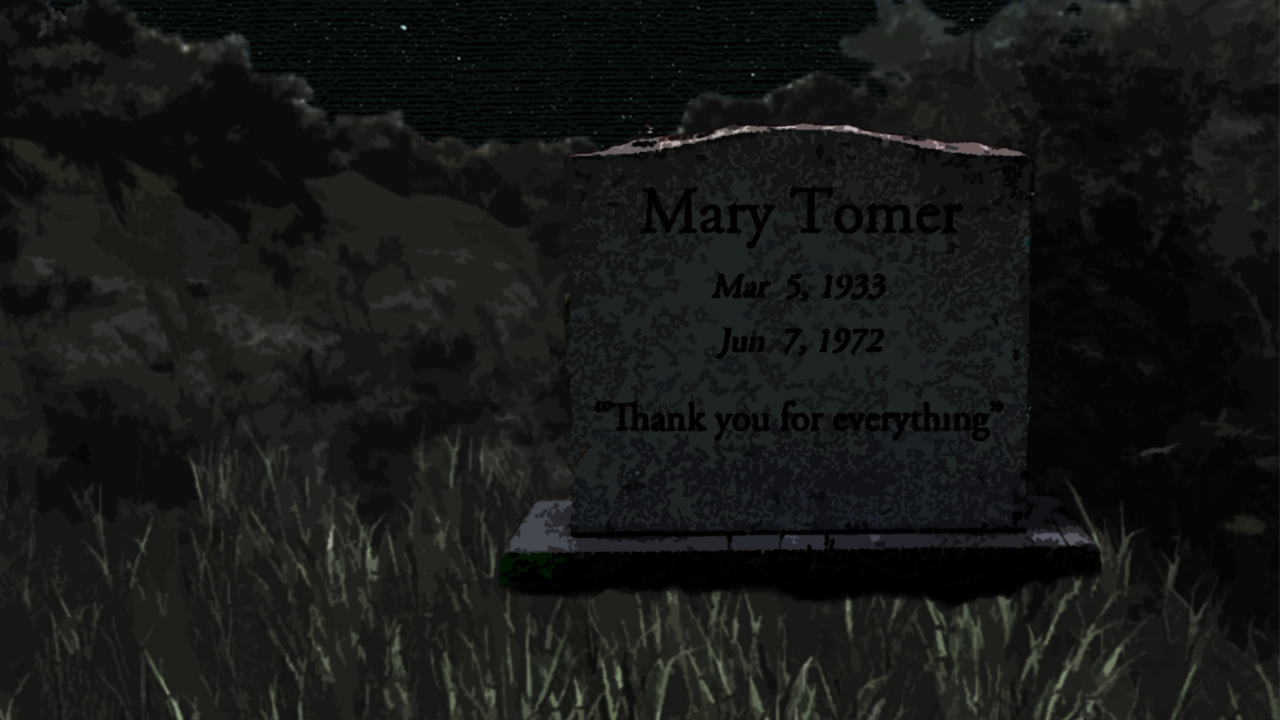 Mary Tomer
Mar 5, 1933
Jun 7, 1972
“Thank you for everything”